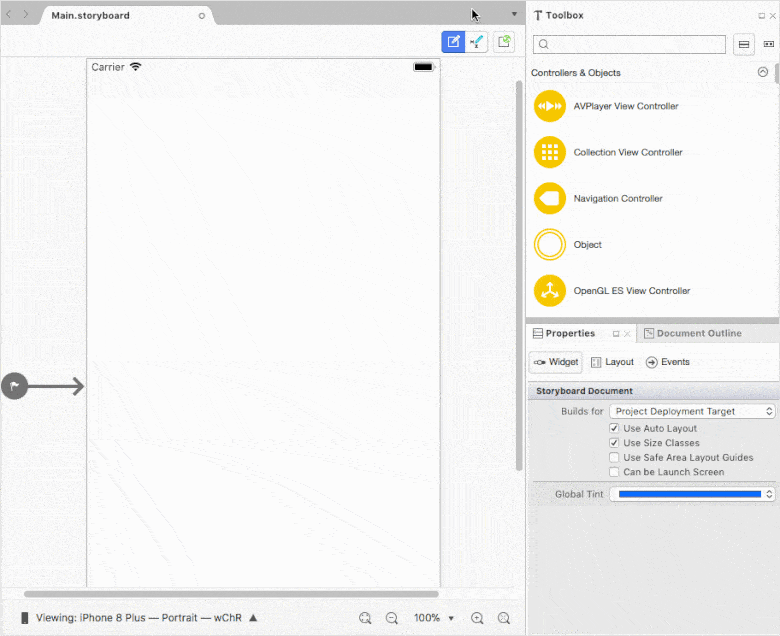 Main.storyboard
Carrier
Viewing: iPhone 8 Plus — Portrait — wChR
100%
Toolbox
Controllers & Objects
AVPlayer View Controller
Collection View Controller
Navigation Controller
Object
OpenGL ES View Controller
Properties
Document Outline
Widget
Layout
Events
Storyboard Document
Builds for
Project Deployment Target
Use Auto Layout
Use Size Classes
Use Safe Area Layout Guides
Can be Launch Screen
Global Tint